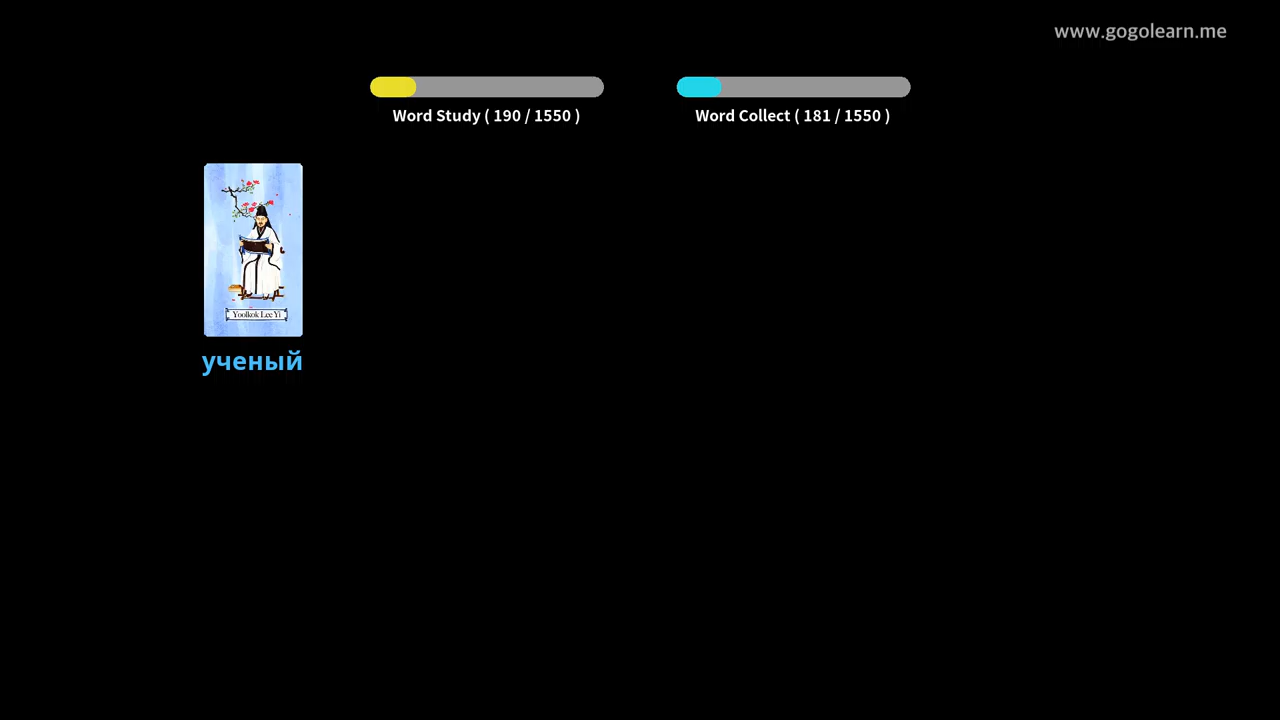 www.gogolearn.me
Word Study ( 190 / 1550 )
Word Collect ( 181 / 1550 )
Yoolkok Lee Yi
ученый